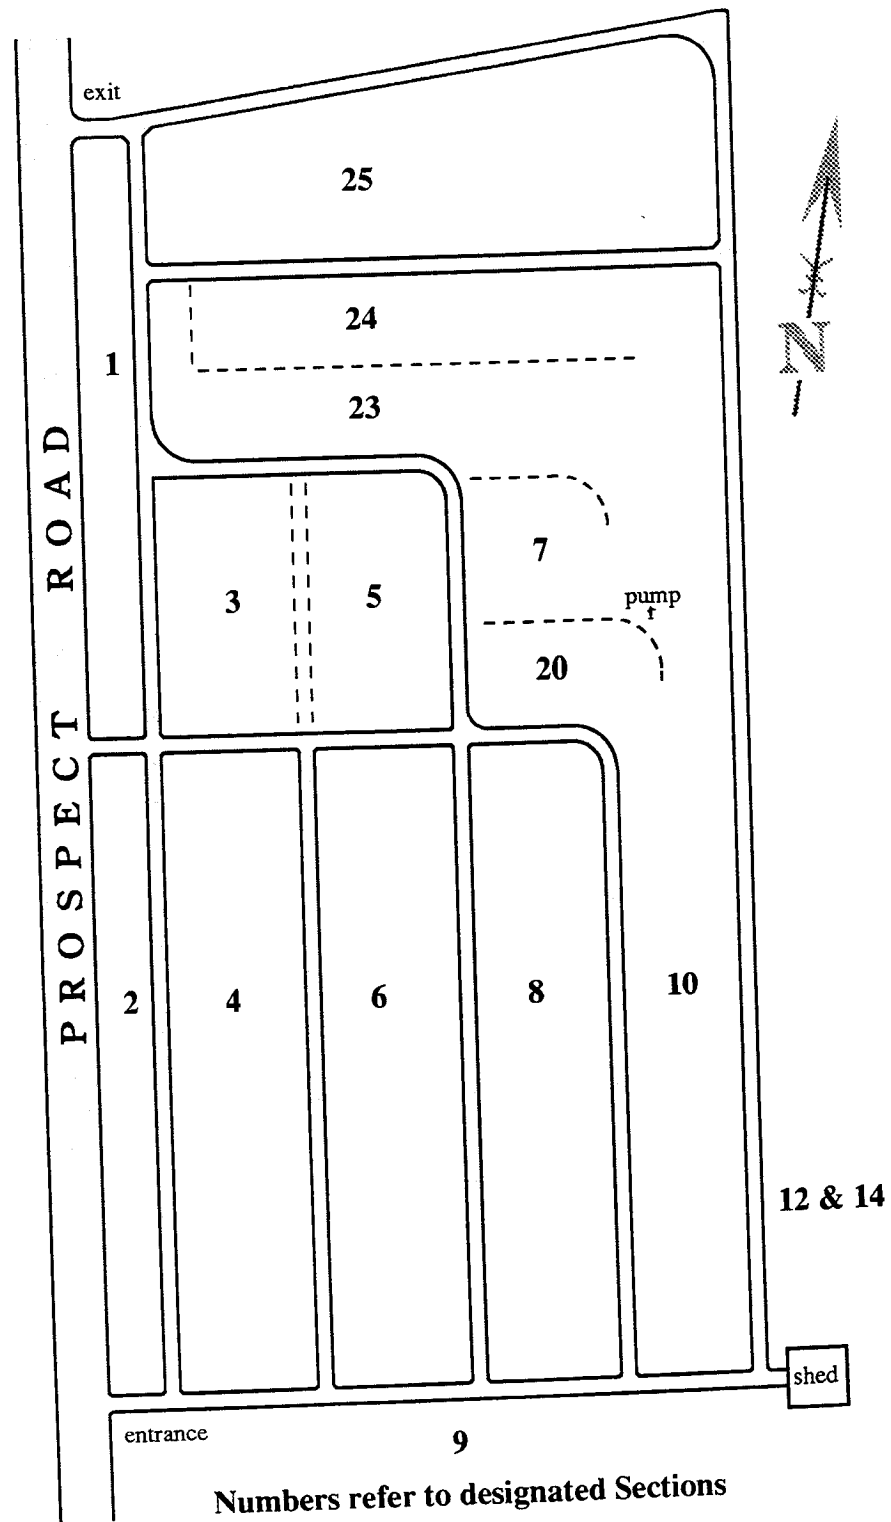 exit
25
24
1
23
PROSPECT ROAD
N
7
3
5
pump
20
2
4
6
8
10
12 & 14
shed
entrance
9
Numbers refer to designated Sections